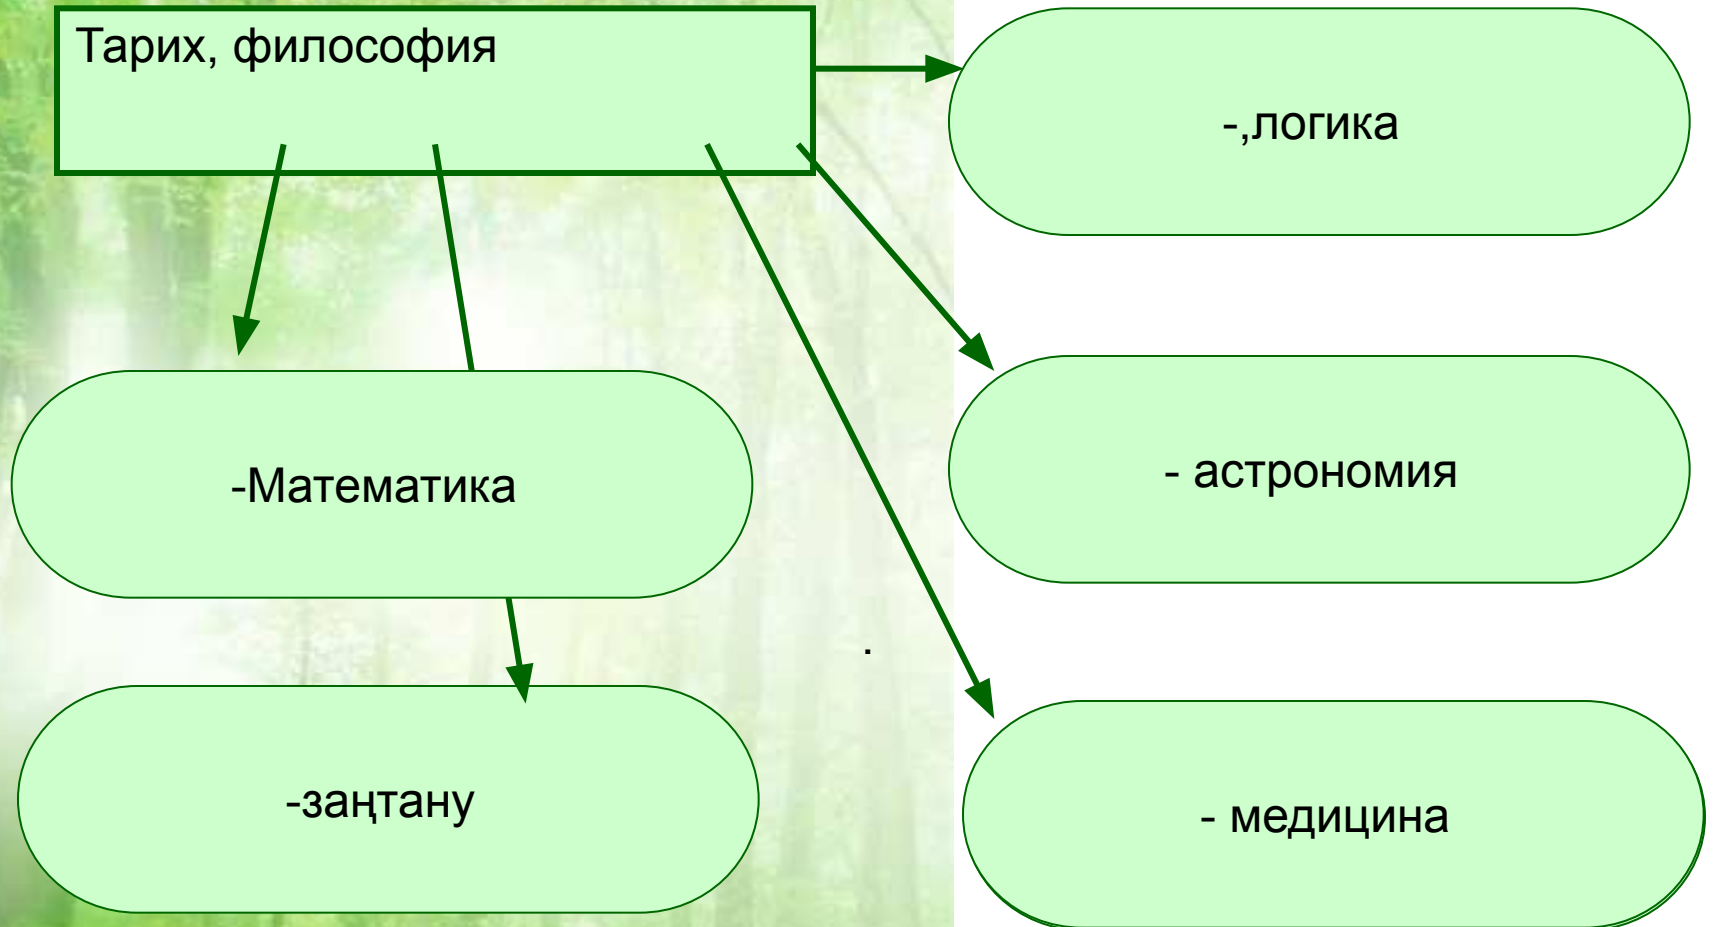 Тарих, философия
-,логика
-Математика
- астрономия
.
-заңтану
- медицина